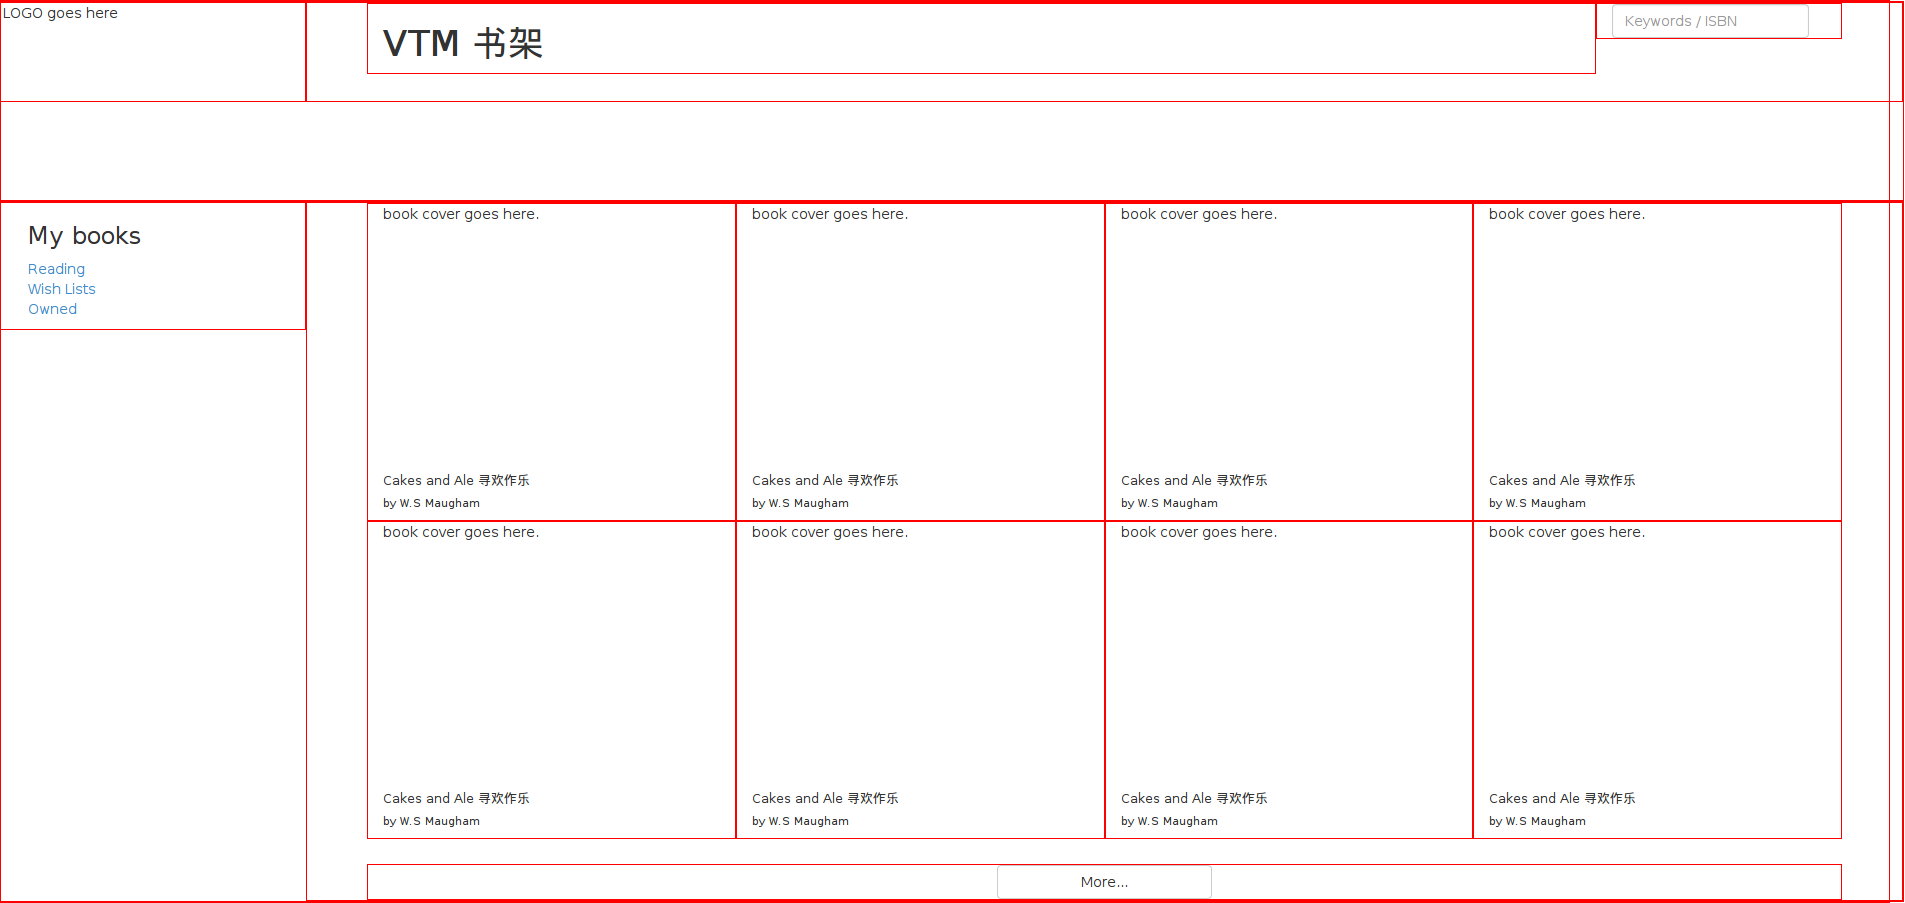 LOGO goes here
VTM 书架
Keywords / ISBN
My books
Reading
Wish Lists
Owned
book cover goes here.
book cover goes here.
book cover goes here.
book cover goes here.
Cakes and Ale 寻欢作乐
by W.S Maugham
Cakes and Ale 寻欢作乐
by W.S Maugham
Cakes and Ale 寻欢作乐
by W.S Maugham
Cakes and Ale 寻欢作乐
by W.S Maugham
book cover goes here.
book cover goes here.
book cover goes here.
book cover goes here.
Cakes and Ale 寻欢作乐
by W.S Maugham
Cakes and Ale 寻欢作乐
by W.S Maugham
Cakes and Ale 寻欢作乐
by W.S Maugham
Cakes and Ale 寻欢作乐
by W.S Maugham
More...